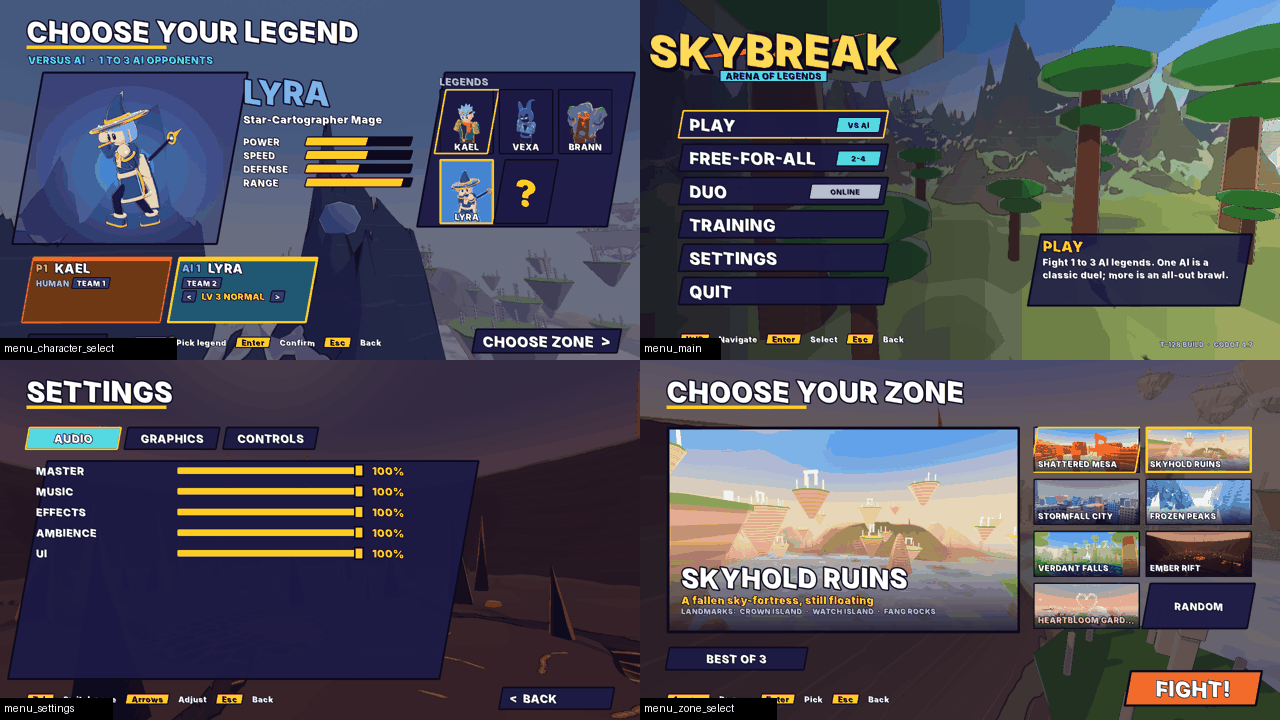 CHOOSE YOUR LEGEND
VERSUS AI · 1 TO 3 AI OPPONENTS
LYRA
Star-Cartographer Mage
POWER
SPEED
DEFENSE
RANGE
LEGENDS
KAEL
VEXA
BRANN
LYRA
?
P1 KAEL
HUMAN TEAM 1
AI 1 LYRA
TEAM 2
< LV 3 NORMAL >
Pick legend Enter Confirm Esc Back
CHOOSE ZONE >
menu_character_select
SKYBREAK
ARENA OF LEGENDS
PLAY VS AI
FREE-FOR-ALL 2-4
DUO ONLINE
TRAINING
SETTINGS
QUIT
PLAY
Fight 1 to 3 AI legends. One AI is a
classic duel; more is an all-out brawl.
Navigate Enter Select Esc Back
menu_main
SETTINGS
AUDIO
GRAPHICS
CONTROLS
MASTER 100%
MUSIC 100%
EFFECTS 100%
AMBIENCE 100%
UI 100%
Arrows Adjust Esc Back
< BACK
menu_settings
CHOOSE YOUR ZONE
SKYHOLD RUINS
A fallen sky-fortress, still floating
LANDMARKS: CROWN ISLAND · WATCH ISLAND · FANG ROCKS
SHATTERED MESA
SKYHOLD RUINS
STORMFALL CITY
FROZEN PEAKS
VERDANT FALLS
EMBER RIFT
HEARTBLOOM GARD...
RANDOM
BEST OF 3
Pick Esc Back
FIGHT!
menu_zone_select